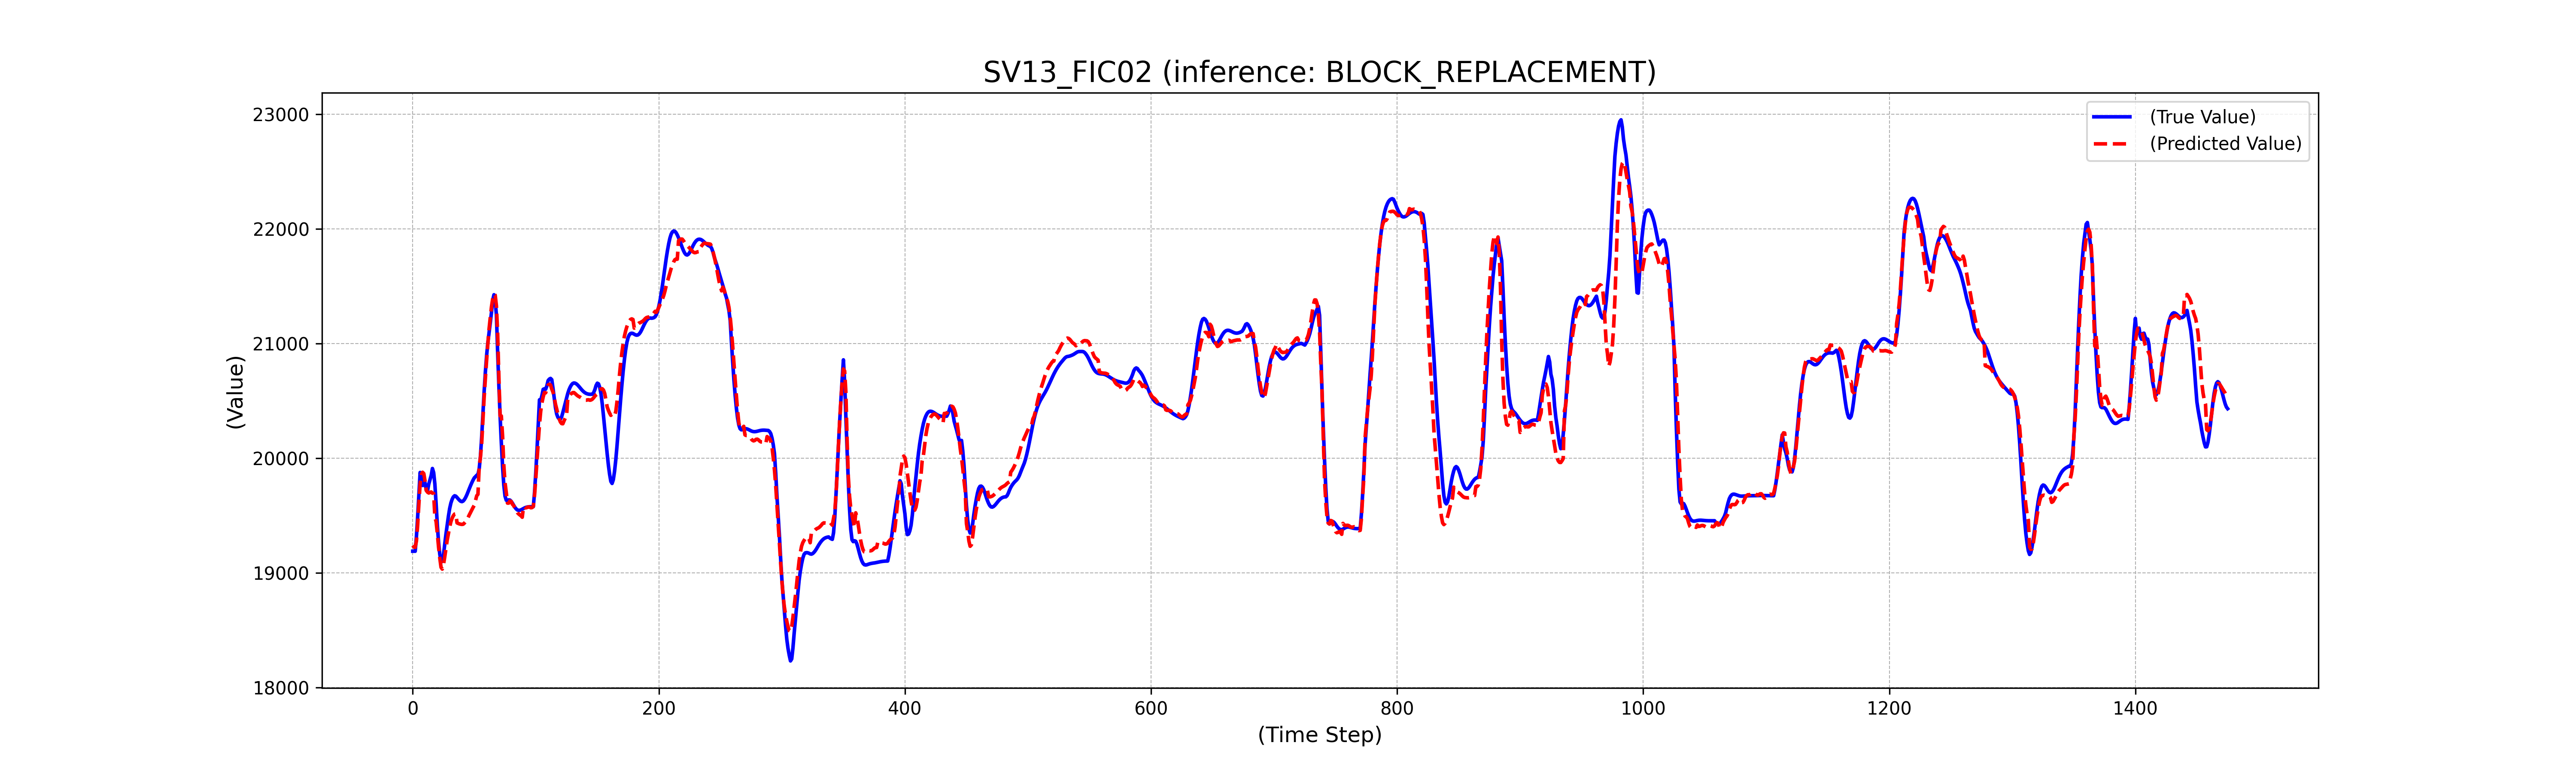 SV13_FIC02 (inference: BLOCK_REPLACEMENT)
(True Value)
(Predicted Value)
(Value)
23000
22000
21000
20000
19000
18000
0 200 400 600 800 1000 1200 1400
(Time Step)